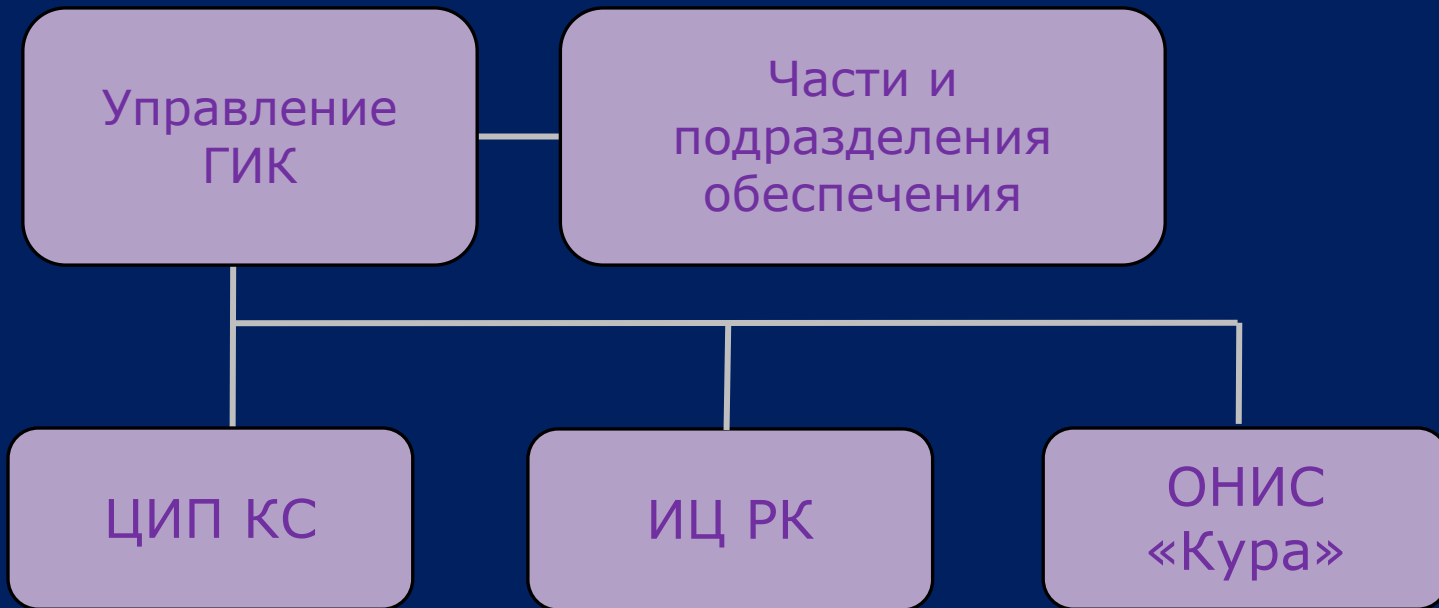 Управление
ГИК
Части и
подразделения
обеспечения
ЦИП КС
ИЦ РК
ОНИС
«Кура»